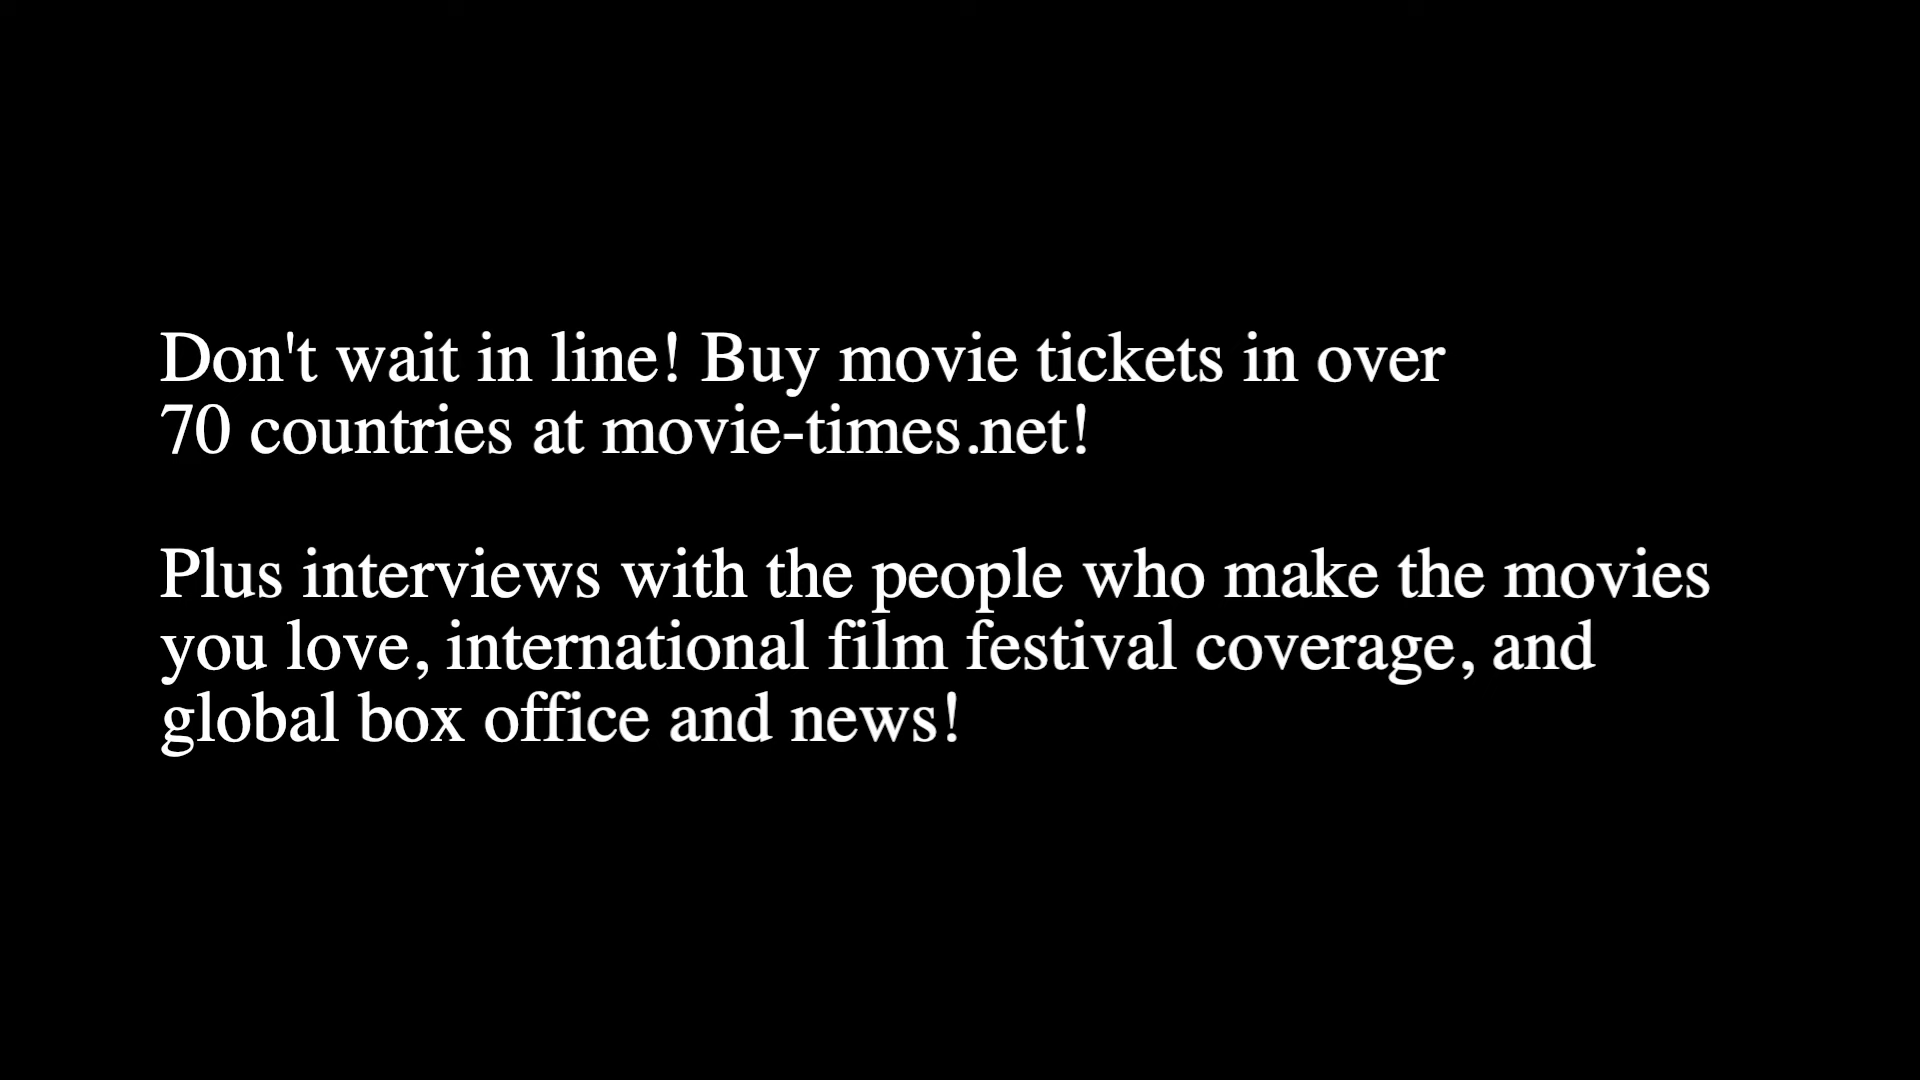 Don't wait in line! Buy movie tickets in over
70 countries at movie-times.net!
Plus interviews with the people who make the movies
you love, international film festival coverage, and
global box office and news!